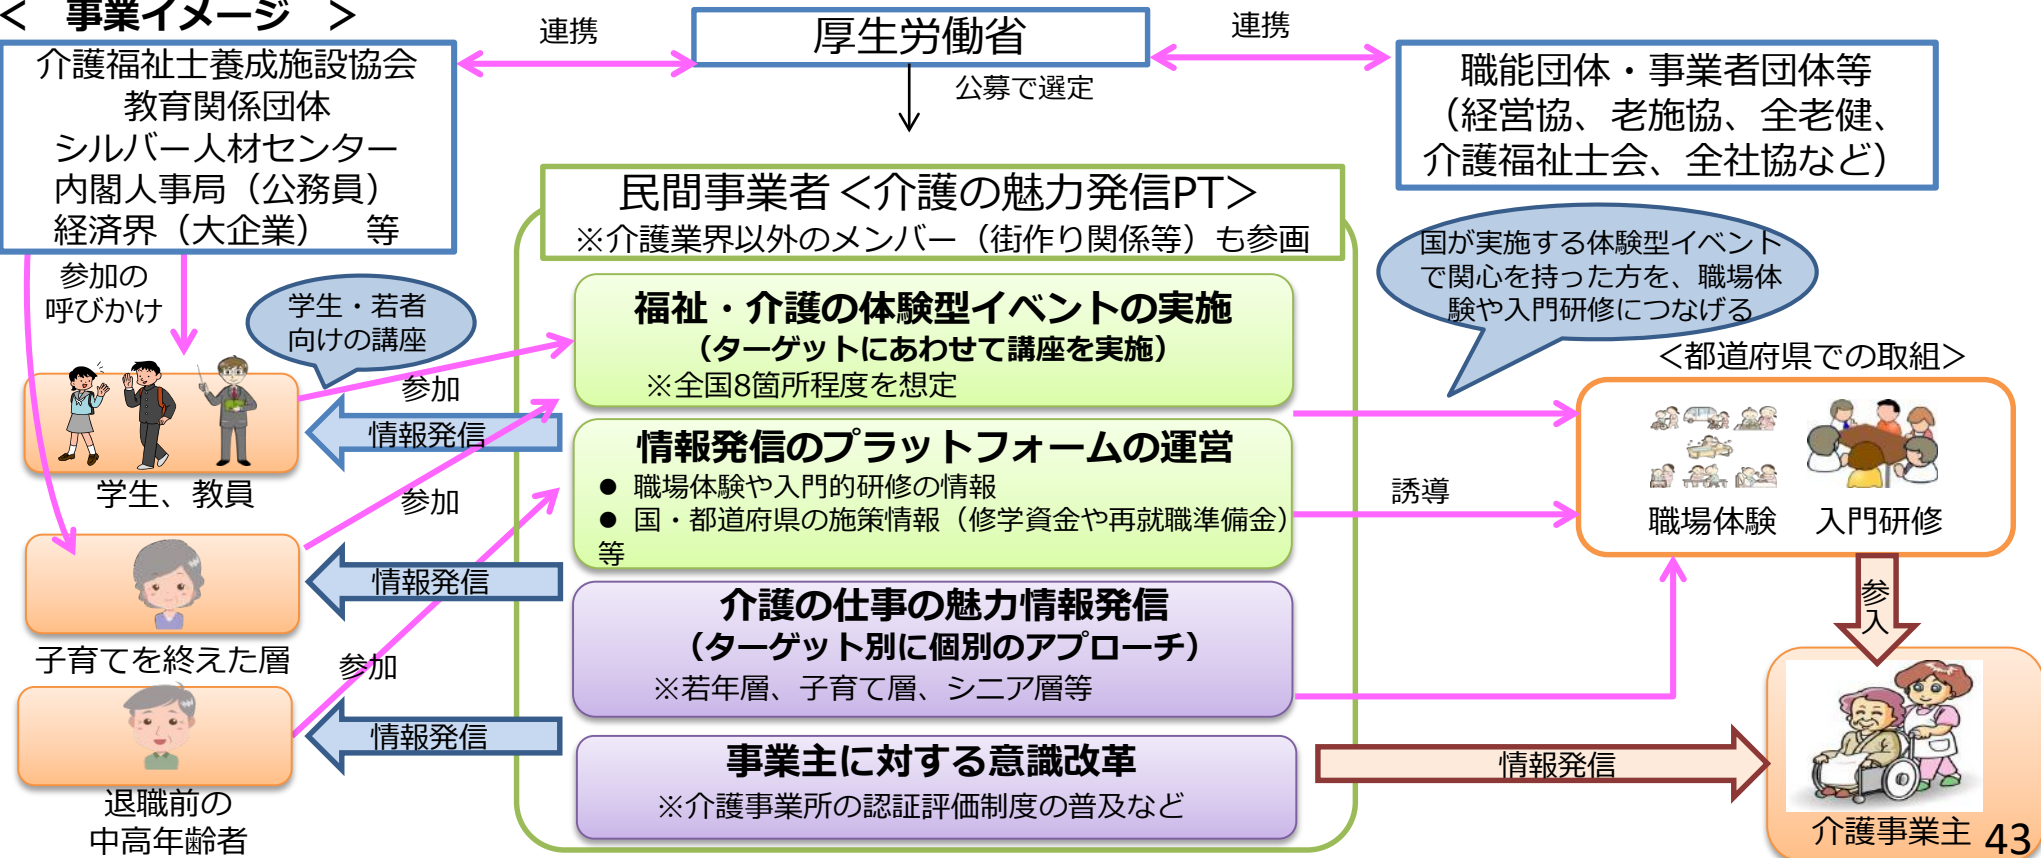 ＜　事業イメージ　＞
連携
厚生労働省
連携
公募で選定
介護福祉士養成施設協会
教育関係団体
シルバー人材センター
内閣人事局（公務員）
経済界（大企業）　等
職能団体・事業者団体等
（経営協、老施協、全老健、
介護福祉士会、全社協など）
民間事業者＜介護の魅力発信PT＞
※介護業界以外のメンバー（街作り関係等）も参画
参加の
呼びかけ
学生・若者
向けの講座
国が実施する体験型イベント
で関心を持った方を、職場体
験や入門研修につなげる
福祉・介護の体験型イベントの実施
（ターゲットにあわせて講座を実施）
※全国8箇所程度を想定
＜都道府県での取組＞
参加
情報発信
学生、教員
情報発信のプラットフォームの運営
● 職場体験や入門的研修の情報
● 国・都道府県の施策情報（修学資金や再就職準備金）
等
参加
誘導
職場体験
入門研修
情報発信
子育てを終えた層
介護の仕事の魅力情報発信
（ターゲット別に個別のアプローチ）
※若年層、子育て層、シニア層等
参入
参加
情報発信
退職前の
中高年齢者
事業主に対する意識改革
※介護事業所の認証評価制度の普及など
情報発信
介護事業主
43